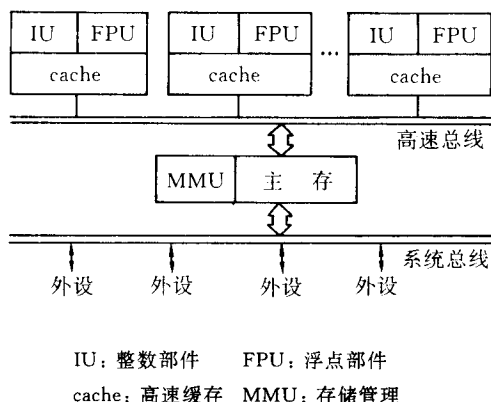 IU FPU IU FPU … IU FPU
cache cache cache
高速总线
MMU 主 存
系统总线
外设 外设 外设 外设
IU: 整数部件 FPU: 浮点部件
cache: 高速缓存 MMU: 存储管理